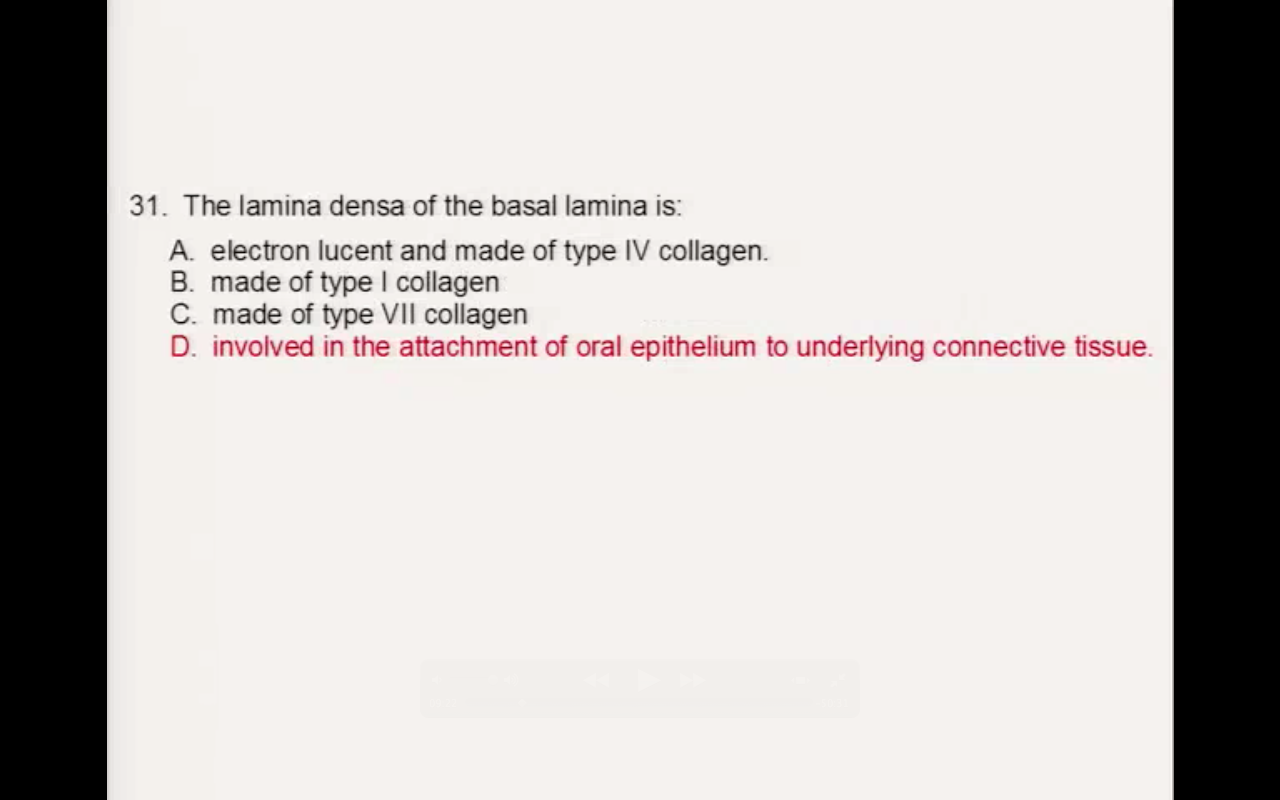 31. The lamina densa of the basal lamina is:
A. electron lucent and made of type IV collagen.
B. made of type I collagen
C. made of type VII collagen
D. involved in the attachment of oral epithelium to underlying connective tissue.